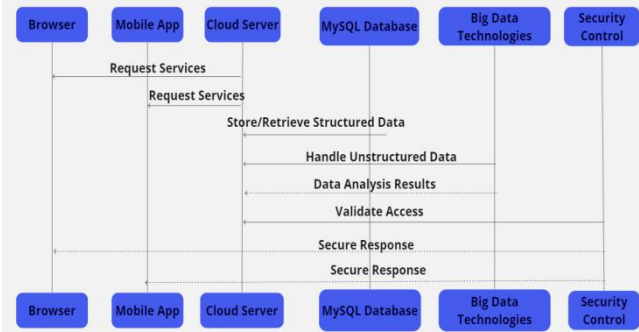 Browser
Mobile App
Cloud Server
MySQL Database
Big Data
Technologies
Security
Control
Request Services
Request Services
Store/Retrieve Structured Data
Handle Unstructured Data
Data Analysis Results
Validate Access
Secure Response
Secure Response
Browser
Mobile App
Cloud Server
MySQL Database
Big Data
Technologies
Security
Control